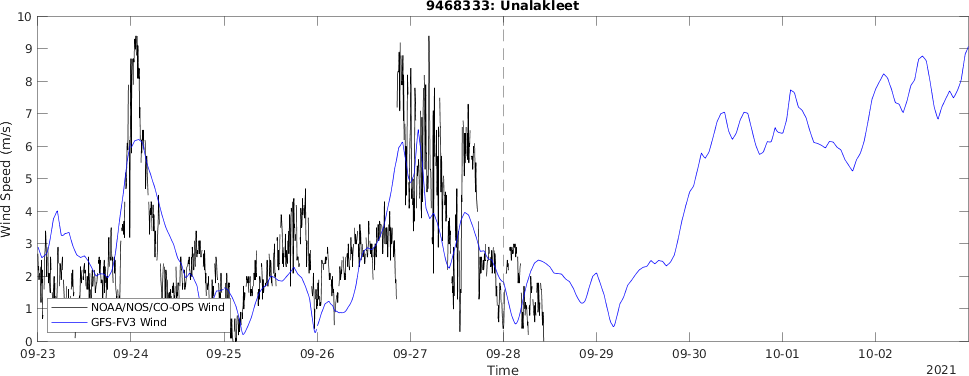 9468333: Unalakleet
10
9
8
7
6
5
4
3
2
1
0
Wind Speed (m/s)
NOAA/NOS/CO-OPS Wind
GFS-FV3 Wind
09-23 09-24 09-25 09-26 09-27 09-28 09-29 09-30 10-01 10-02
Time
2021